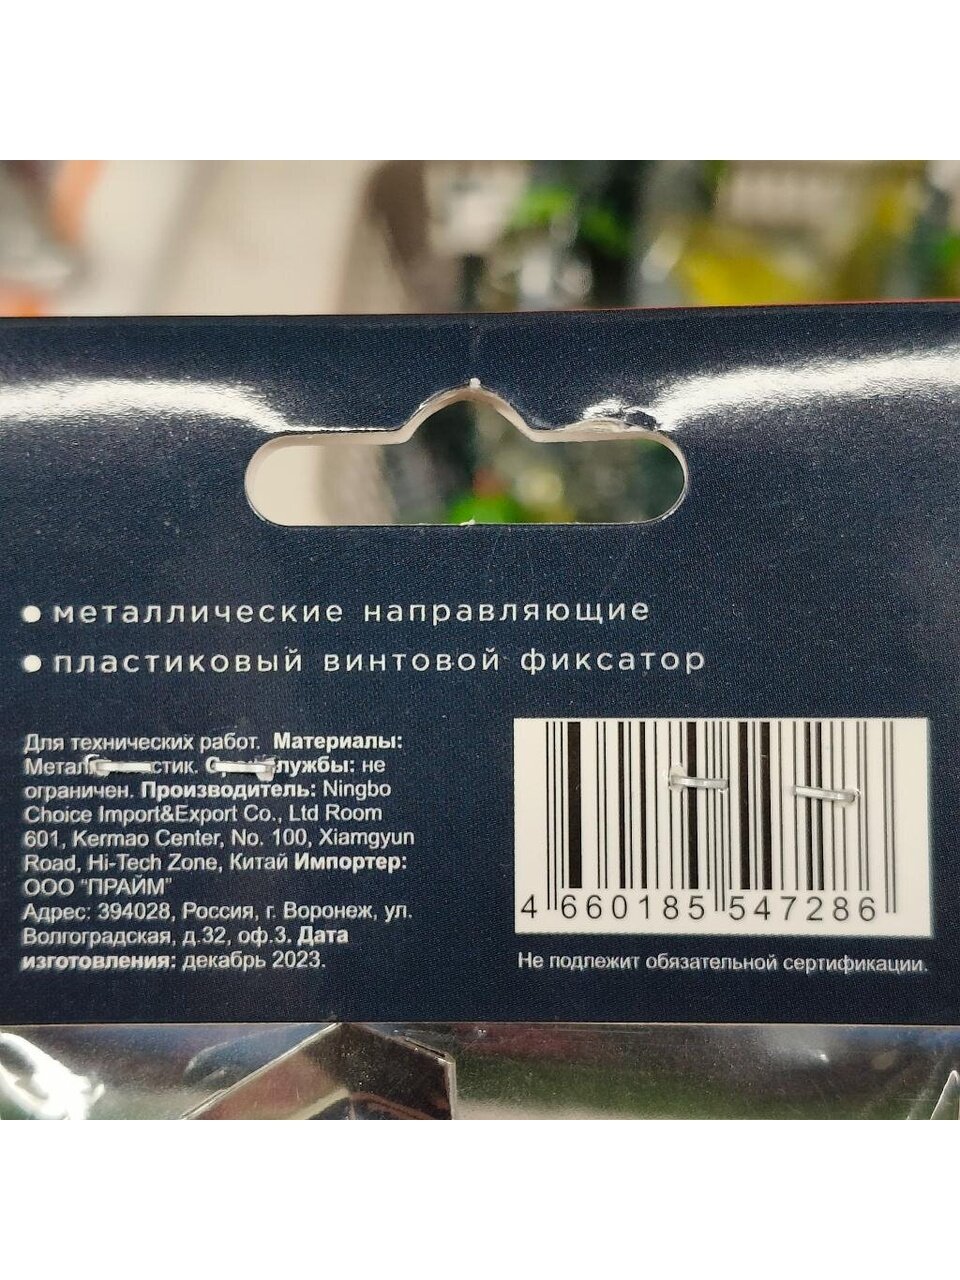 • металлические направляющие
• пластиковый винтовой фиксатор
Для технических работ. Материалы:
службы: не
ограничен. Производитель: Ningbo
Choice Import&Export Co., Ltd Room
601, Kermao Center, No. 100, Xiamgyun
Road, Hi-Tech Zone, Китай Импортер:
ООО "ПРАЙМ"
Адрес: 394028, Россия, г. Воронеж, ул.
Волгоградская, д.32, оф.3. Дата
изготовления: декабрь 2023.
4 660185 547286
Не подлежит обязательной сертификации.